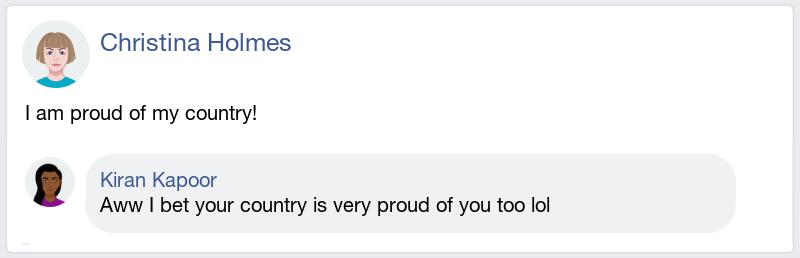 Christina Holmes
I am proud of my country!
Kiran Kapoor
Aww I bet your country is very proud of you too lol